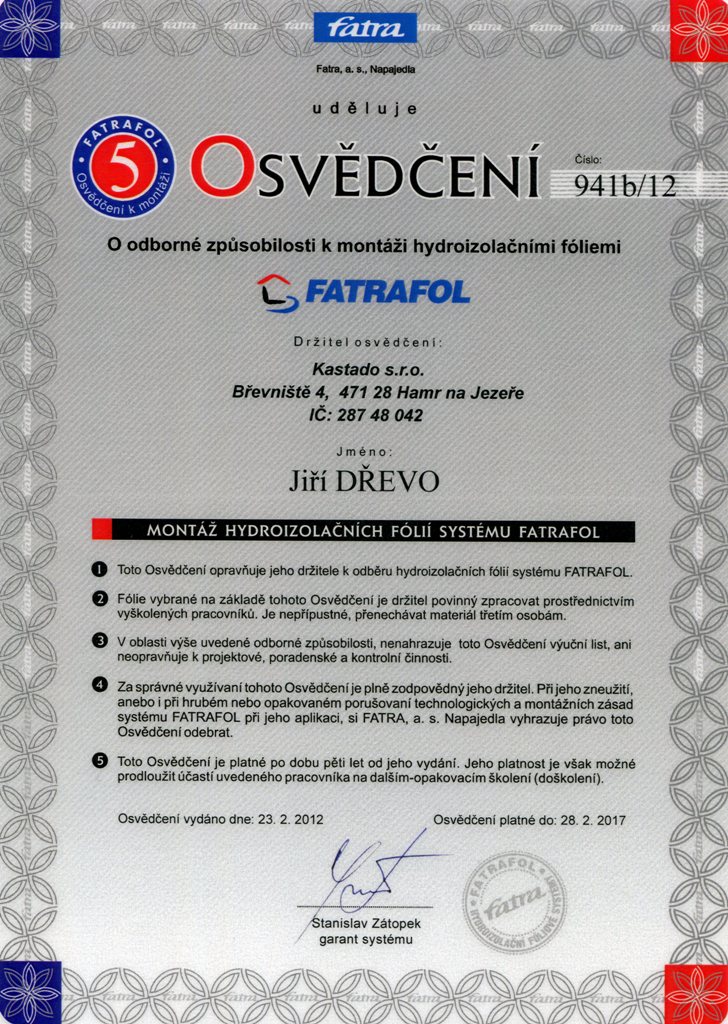 fatra
Fatra, a. s., Napajedla
uděluje
FATRAFOL
5
Osvědčení k montáži
OSVĚDČENÍ
Číslo:
941b/12
O odborné způsobilosti k montáži hydroizolačními fóliemi
FATRAFOL
Držitel osvědčení:
Kastado s.r.o.
Břevniště 4, 471 28 Hamr na Jezeře
IČ: 287 48 042
Jméno:
Jiří DŘEVO
MONTÁŽ HYDROIZOLAČNÍCH FÓLIÍ SYSTÉMU FATRAFOL
1 Toto Osvědčení opravňuje jeho držitele k odběru hydroizolačních fólií systému FATRAFOL.
2 Fólie vybrané na základě tohoto Osvědčení je držitel povinný zpracovat prostřednictvím
vyškolených pracovníků. Je nepřípustné, přenechávat materiál třetím osobám.
3 V oblasti výše uvedené odborné způsobilosti, nenahrazuje toto Osvědčení výuční list, ani
neopravňuje k projektové, poradenské a kontrolní činnosti.
4 Za správné využívaní tohoto Osvědčení je plně zodpovědný jeho držitel. Při jeho zneužití,
anebo i při hrubém nebo opakovaném porušovaní technologických a montážních zásad
systému FATRAFOL při jeho aplikaci, si FATRA, a. s. Napajedla vyhrazuje právo toto
Osvědčení odebrat.
5 Toto Osvědčení je platné po dobu pěti let od jeho vydání. Jeho platnost je však možné
prodloužit účastí uvedeného pracovníka na dalším-opakovacím školení (doškolení).
Osvědčení vydáno dne: 23. 2. 2012
Osvědčení platné do: 28. 2. 2017
Stanislav Zátopek
garant systému
FATRAFOL
fatra
HYDROIZOLAČNÍ FÓLIOVÉ SYSTÉMY